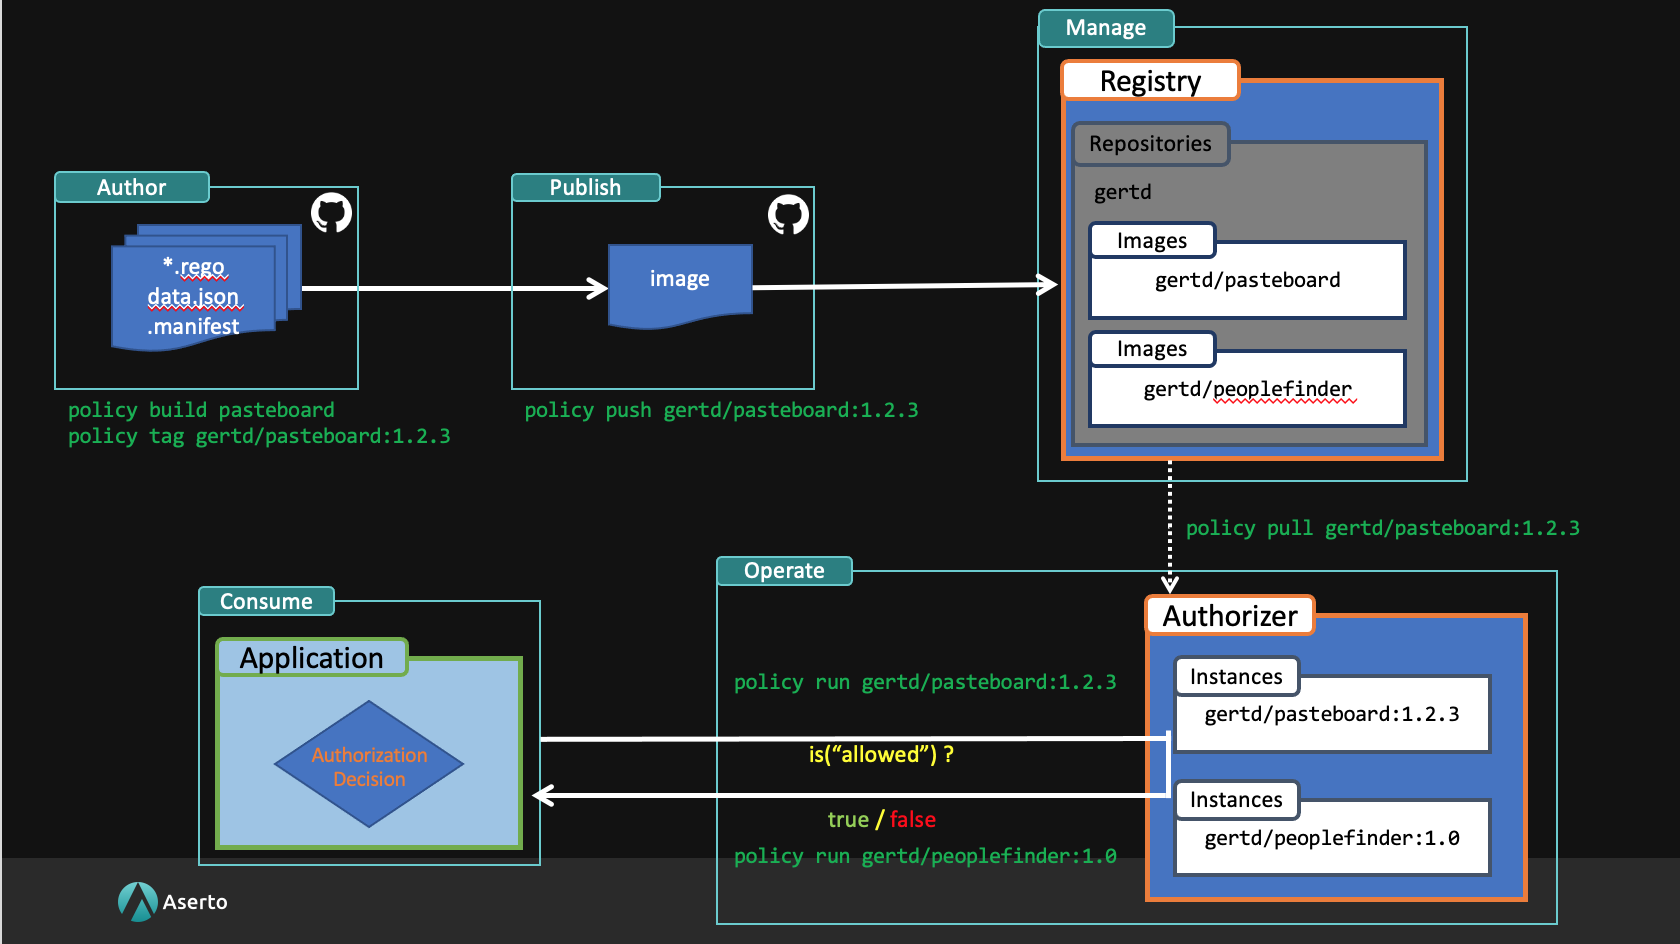 Manage
Registry
Repositories
gertd
Images
gertd/pasteboard
Images
gertd/peoplefinder
Author
*.rego
data.json
.manifest
policy build pasteboard
policy tag gertd/pasteboard:1.2.3
Publish
image
policy push gertd/pasteboard:1.2.3
policy pull gertd/pasteboard:1.2.3
Operate
Authorizer
Instances
gertd/pasteboard:1.2.3
Instances
gertd/peoplefinder:1.0
policy run gertd/pasteboard:1.2.3
is(“allowed”) ?
true / false
policy run gertd/peoplefinder:1.0
Consume
Application
Authorization
Decision
Aserto